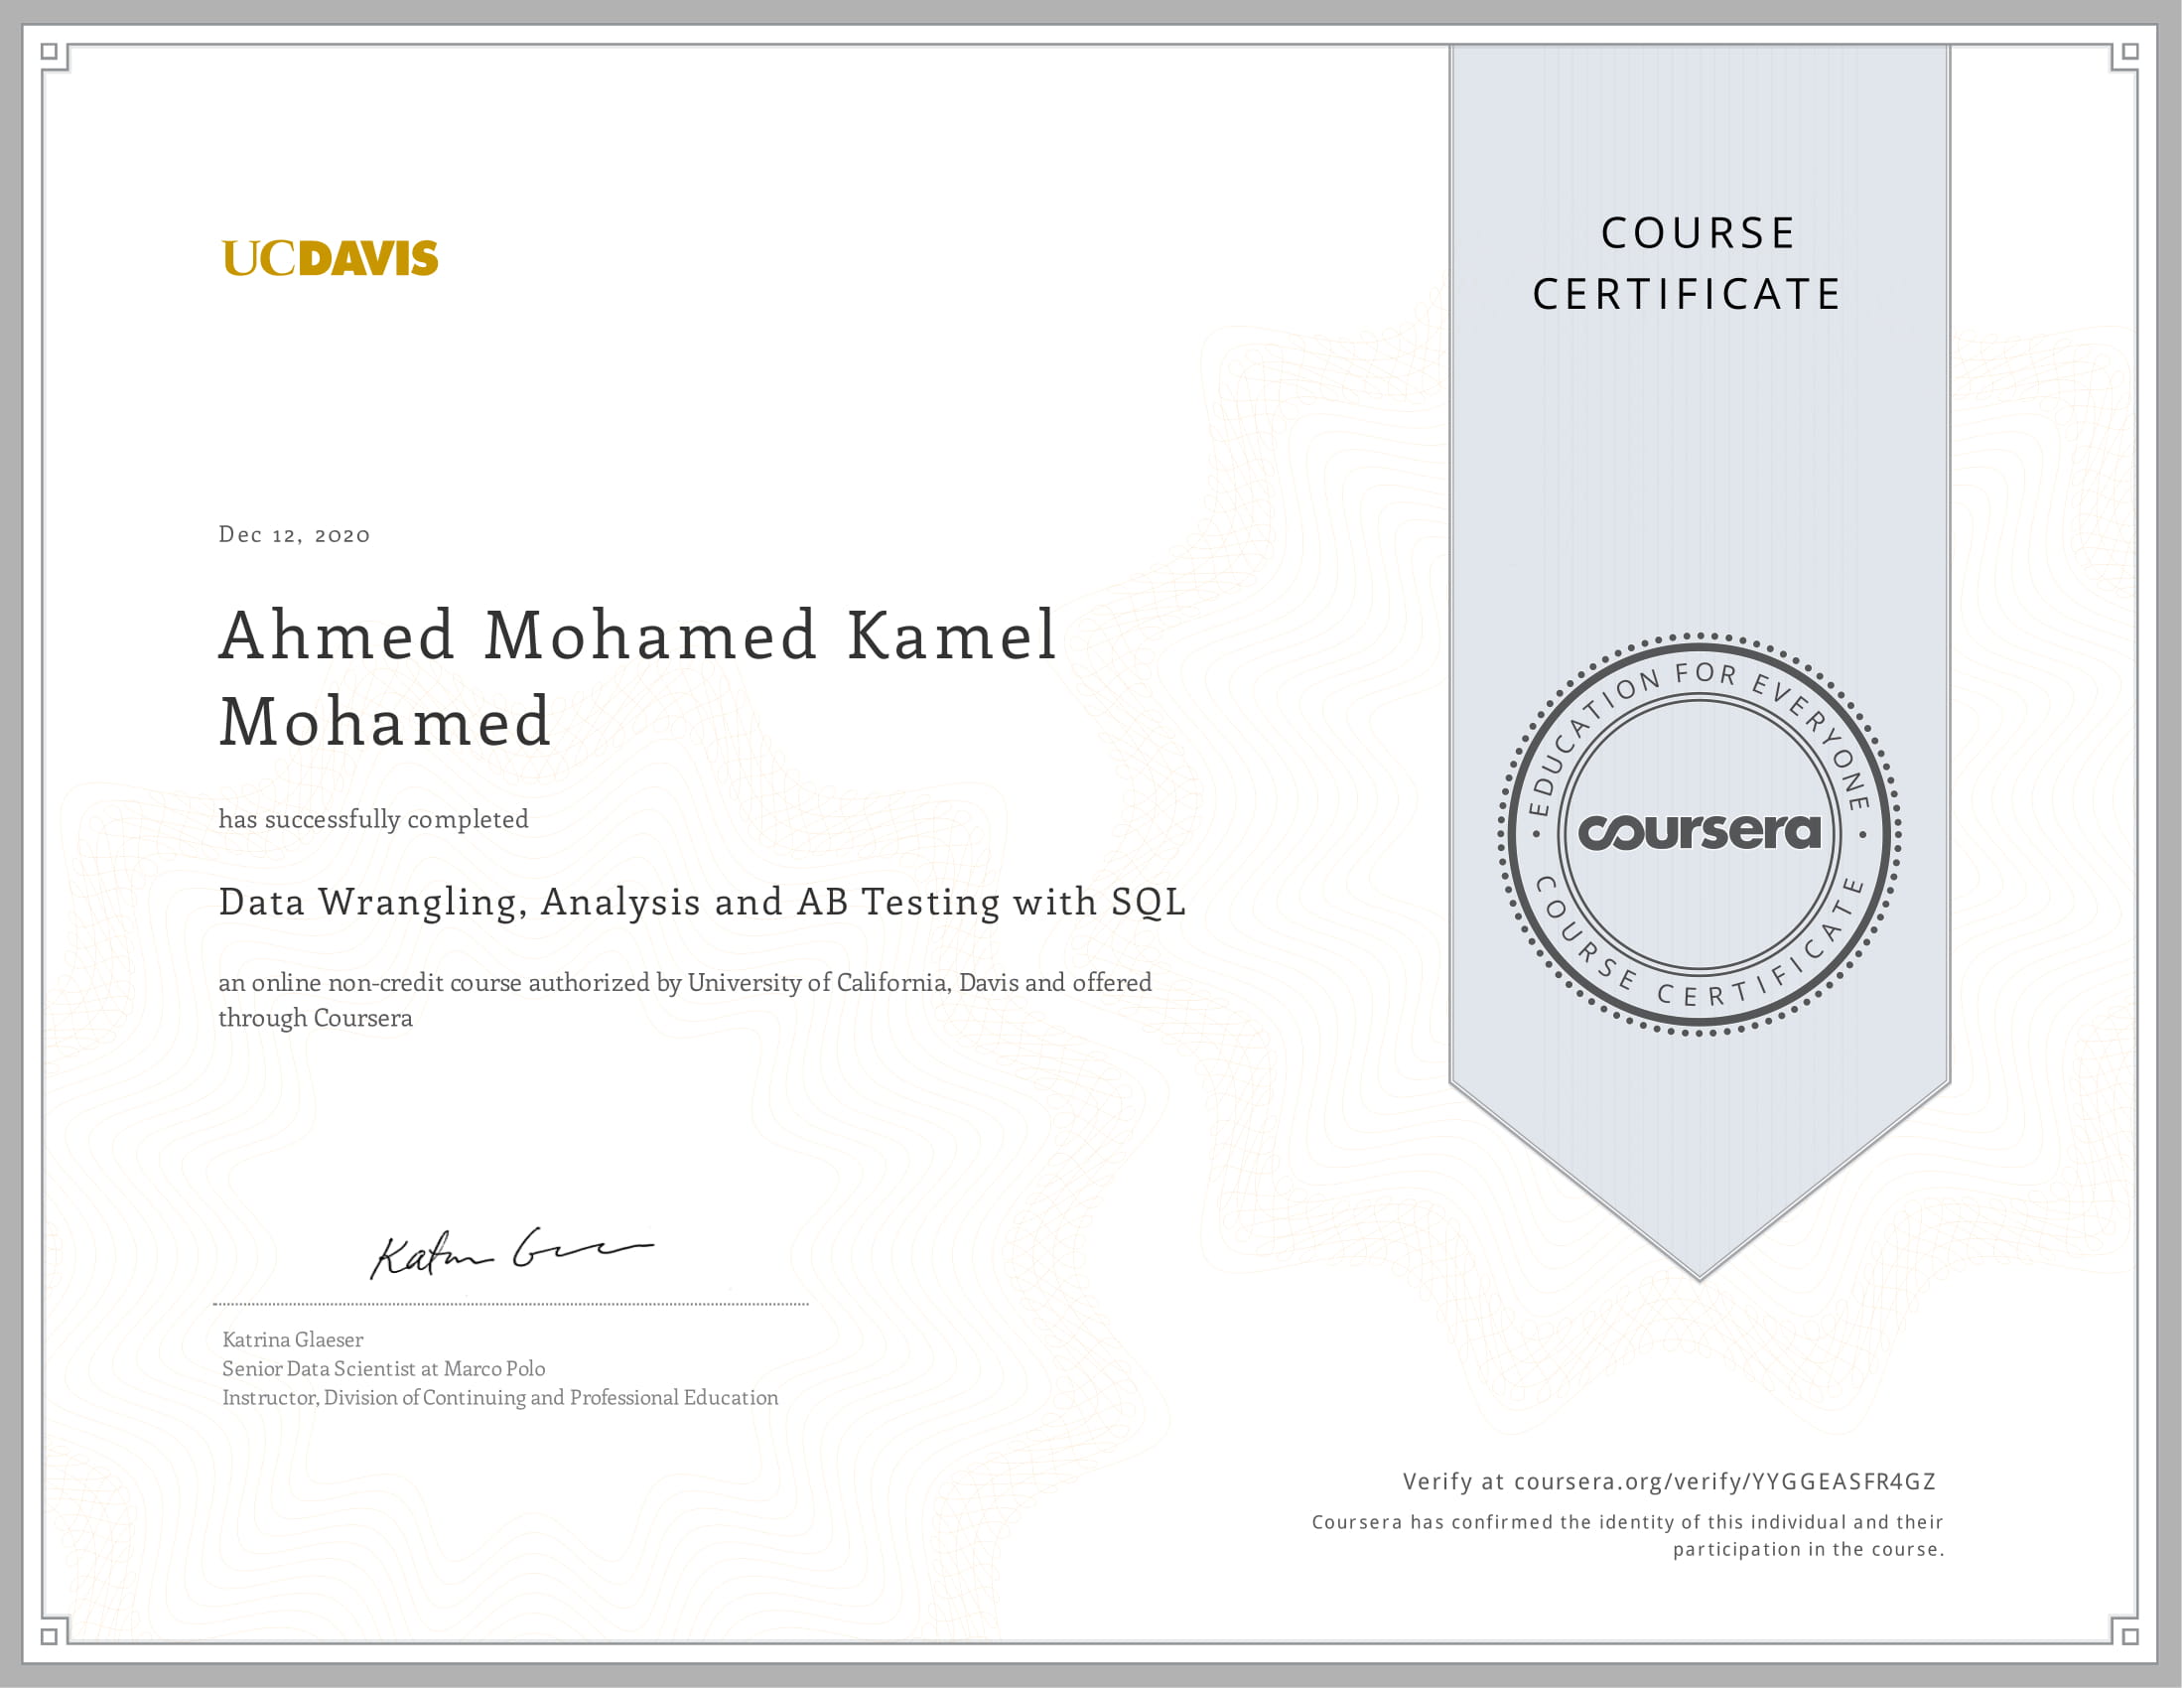 UCDAVIS
COURSE
CERTIFICATE
Dec 12, 2020
Ahmed Mohamed Kamel
Mohamed
has successfully completed
Data Wrangling, Analysis and AB Testing with SQL
an online non-credit course authorized by University of California, Davis and offered
through Coursera
• EDUCATION FOR EVERYONE •
coursera
COURSE CERTIFICATE
Katrina Glaeser
Senior Data Scientist at Marco Polo
Instructor, Division of Continuing and Professional Education
Verify at coursera.org/verify/YYGGEASFR4GZ
Coursera has confirmed the identity of this individual and their
participation in the course.